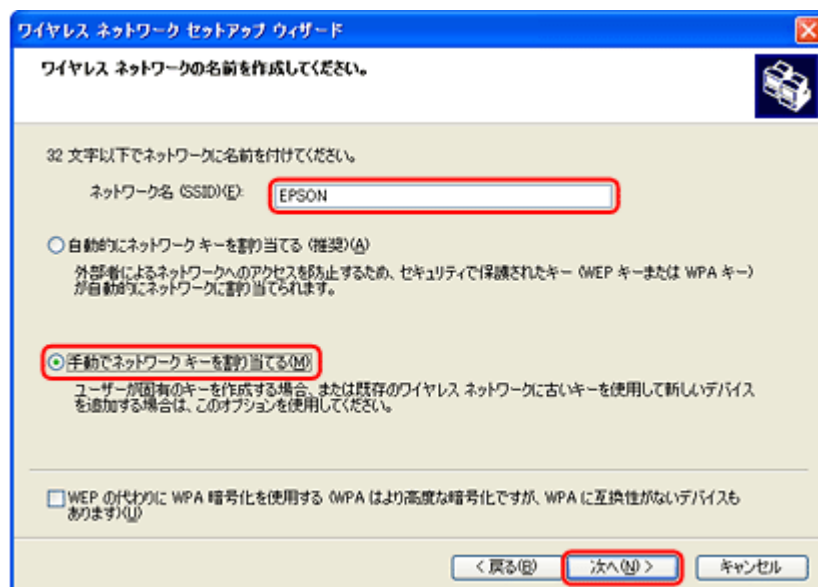 ワイヤレス ネットワーク セットアップ ウィザード
ワイヤレス ネットワークの名前を作成してください。
32 文字以下でネットワークに名前を付けてください。
ネットワーク名 (SSID)(E): EPSON
自動的にネットワーク キーを割り当てる (推奨)(A)
外部者によるネットワークへのアクセスを防止するため、セキュリティで保護されたキー (WEP キーまたは WPA キー)
が自動的にネットワークに割り当てられます。
手動でネットワーク キーを割り当てる(M)
ユーザーが固有のキーを作成する場合、または既存のワイヤレス ネットワークに古いキーを使用して新しいデバイス
を追加する場合は、このオプションを使用してください。
WEP の代わりに WPA 暗号化を使用する (WPA はより高度な暗号化ですが、WPA に互換性がないデバイスも
あります)(U)
< 戻る(B) 次へ(N) > キャンセル